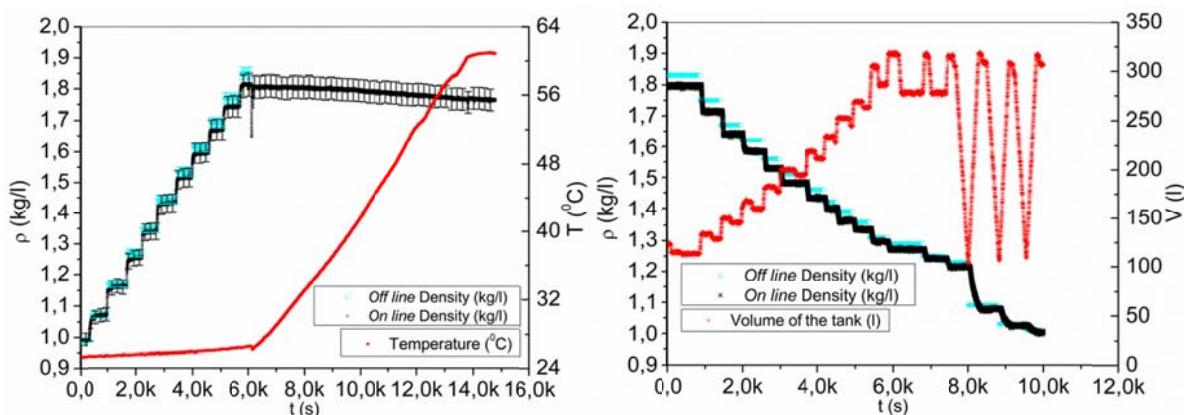 2,0
1,9
1,8
1,7
1,6
1,5
1,4
1,3
1,2
1,1
1,0
0,9
ρ (kg/l)
0,0
2,0k
4,0k
6,0k
8,0k
10,0k
12,0k
14,0k
16,0k
t (s)
64
56
48
40
32
24
T (⁰C)
Off line Density (kg/l)
On line Density (kg/l)
Temperature (⁰C)
2,0
1,9
1,8
1,7
1,6
1,5
1,4
1,3
1,2
1,1
1,0
0,9
ρ (kg/l)
0,0
2,0k
4,0k
6,0k
8,0k
10,0k
12,0k
t (s)
350
300
250
200
150
100
50
0
V (l)
Off line Density (kg/l)
On line Density (kg/l)
Volume of the tank (l)